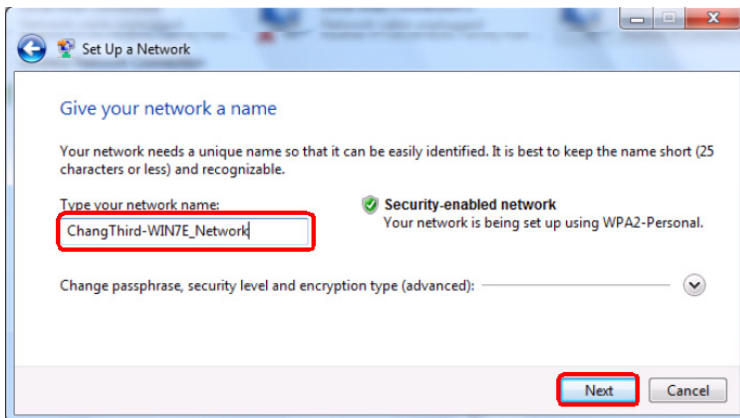 Set Up a Network
Give your network a name
Your network needs a unique name so that it can be easily identified. It is best to keep the name short (25
characters or less) and recognizable.
Type your network name:
ChangThird-WIN7E_Network
Security-enabled network
Your network is being set up using WPA2-Personal.
Change passphrase, security level and encryption type (advanced):
Next
Cancel